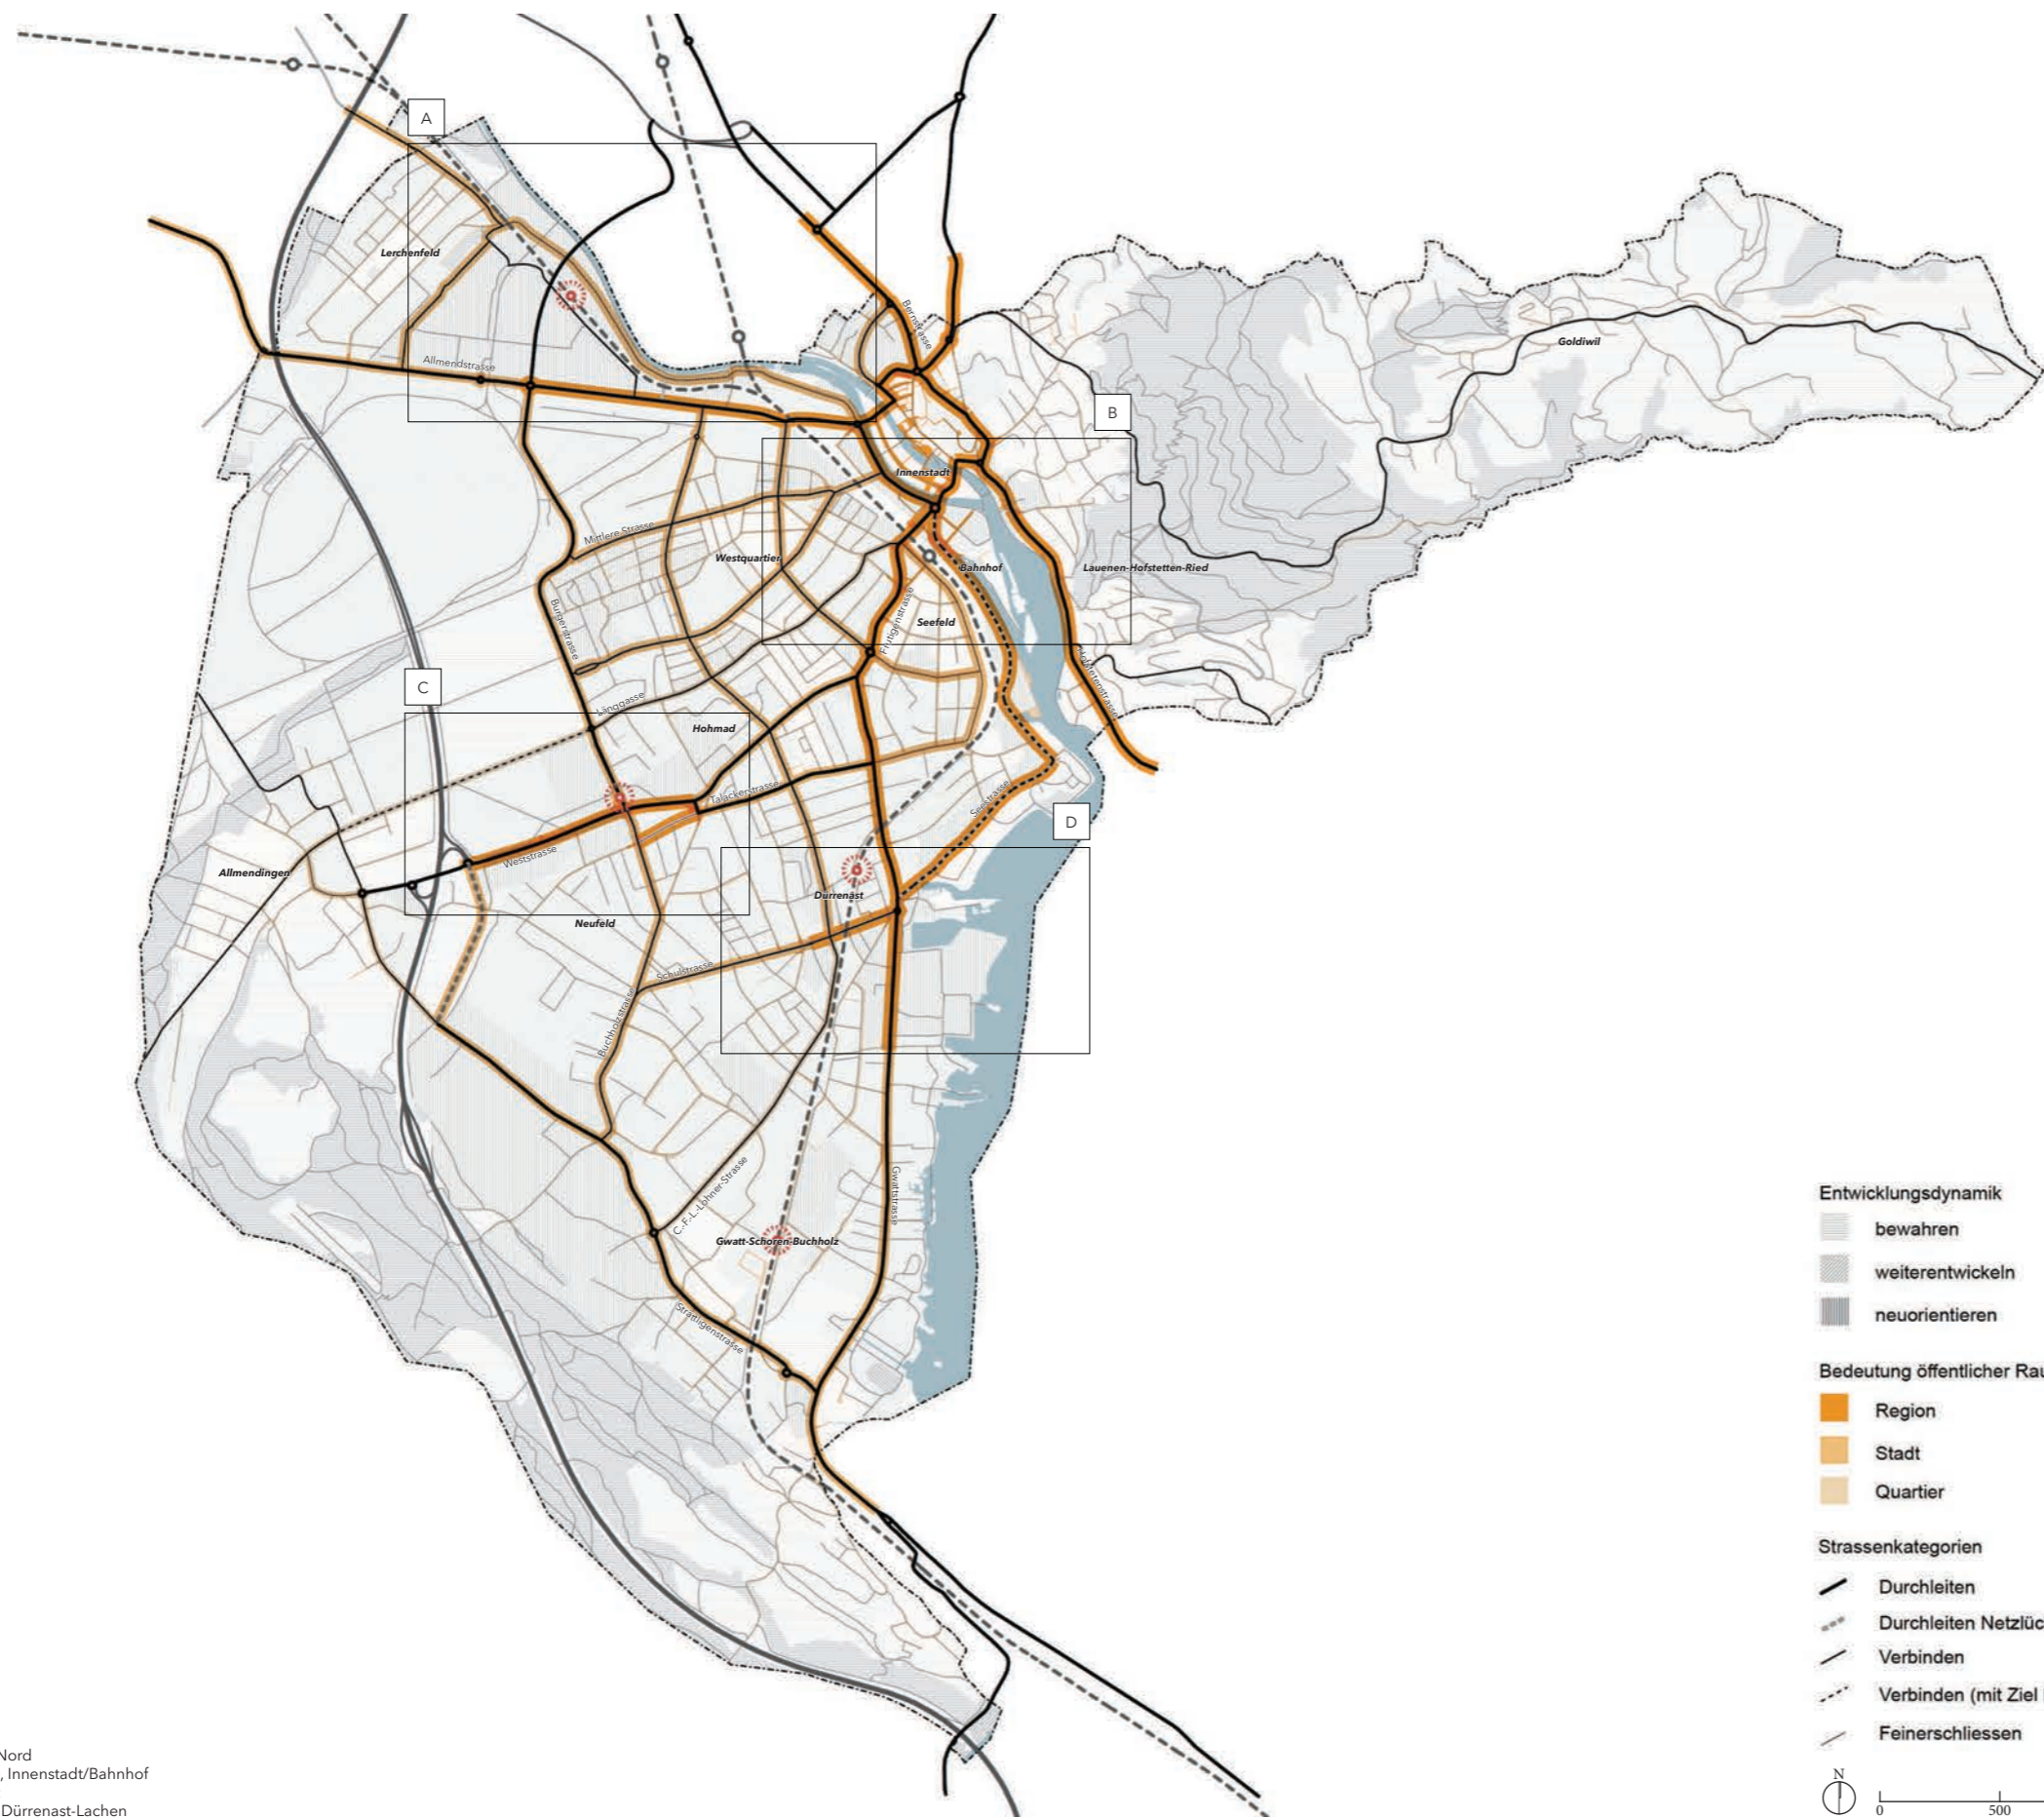 A
Lerchenfeld
Bernstrasse
Goldiwil
Allmendstrasse
B
Innenstadt
Mittlere Strasse
Westquartier
Bahnhof
Lauenen-Hofstetten-Ried
Burgerstrasse
Frutigenstrasse
Seefeld
Hofstettenstrasse
C
Länggasse
Hohmad
Talackerstrasse
Seestrasse
D
Weststrasse
Allmendingen
Dürrenast
Neufeld
Schulstrasse
Buchholzstrasse
C.-F.-L.-Lohner-Strasse
Gwattstrasse
Gwatt-Schoren-Buchholz
Strättligenstrasse
Entwicklungsdynamik
bewahren
weiterentwickeln
neuorientieren
Bedeutung öffentlicher Rau
Region
Stadt
Quartier
Strassenkategorien
Durchleiten
Durchleiten Netzlüc
Verbinden
Verbinden (mit Ziel
Feinerschliessen
N
0 500
Nord
, Innenstadt/Bahnhof
Dürrenast-Lachen